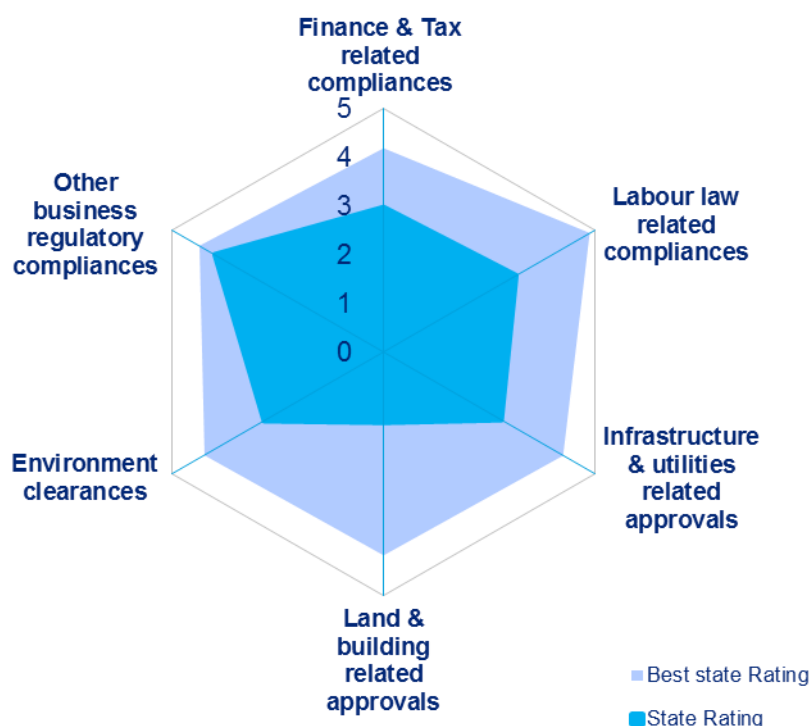 Finance & Tax
related
compliances
5
4
3
2
1
0
Labour law
related
compliances
Infrastructure
& utilities
related
approvals
Land &
building
related
approvals
Environment
clearances
Other
business
regulatory
compliances
Best state Rating
State Rating